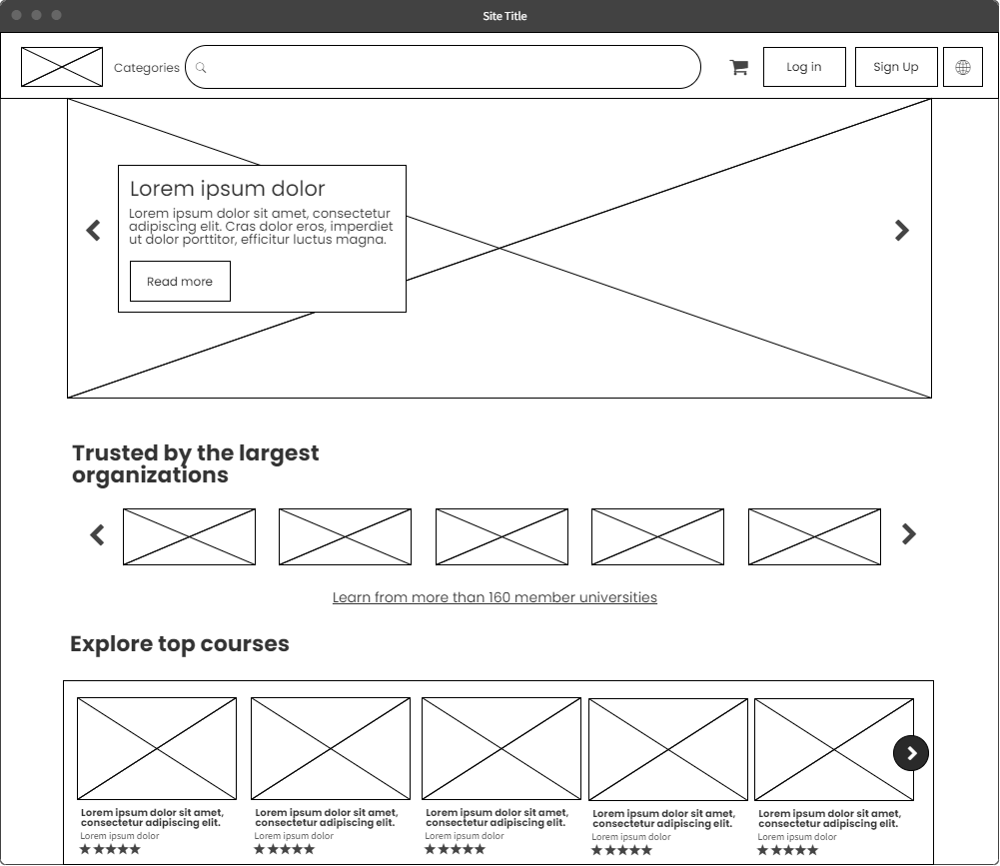 Site Title
Categories
Log in
Sign Up
Lorem ipsum dolor
Lorem ipsum dolor sit amet, consectetur
adipiscing elit. Cras dolor eros, imperdiet
ut dolor porttitor, efficitur luctus magna.
Read more
Trusted by the largest
organizations
Learn from more than 160 member universities
Explore top courses
Lorem ipsum dolor sit amet,
consectetur adipiscing elit.
Lorem ipsum dolor
Lorem ipsum dolor sit amet,
consectetur adipiscing elit.
Lorem ipsum dolor
Lorem ipsum dolor sit amet,
consectetur adipiscing elit.
Lorem ipsum dolor
Lorem ipsum dolor sit amet,
consectetur adipiscing elit.
Lorem ipsum dolor
Lorem ipsum dolor sit amet,
consectetur adipiscing elit.
Lorem ipsum dolor